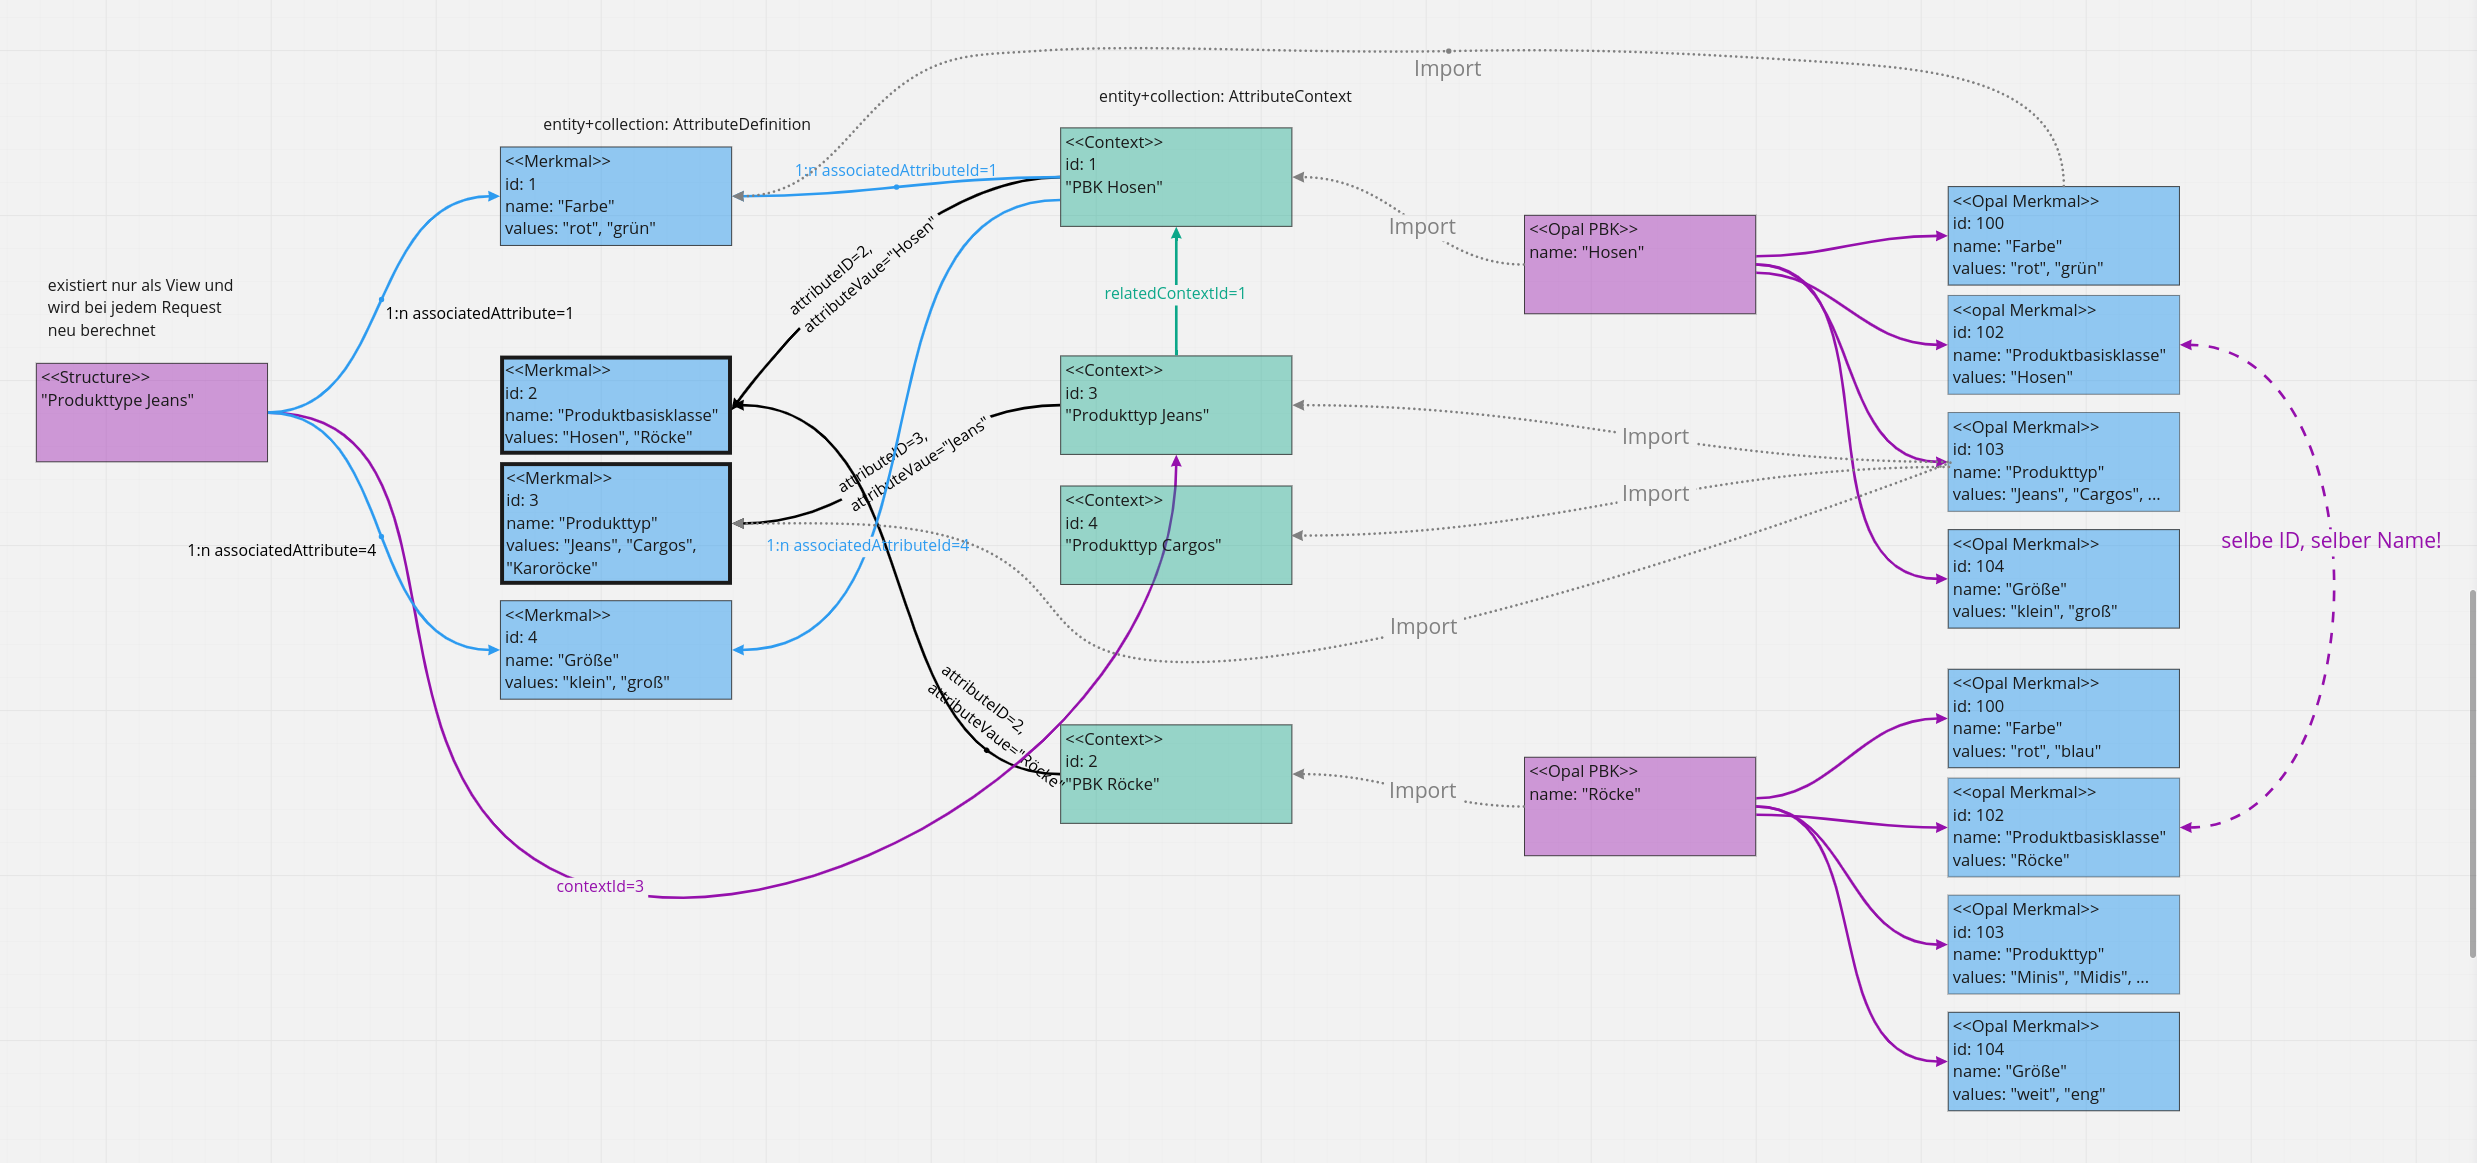 Import
entity+collection: AttributeContext
entity+collection: AttributeDefinition
<<Merkmal>>
id: 1
name: "Farbe"
values: "rot", "grün"
1:n associatedAttributeId=1
<<Context>>
id: 1
"PBK Hosen"
attributeID=2,
attributeVaue="Hosen"
Import
<<Opal PBK>>
name: "Hosen"
<<Opal Merkmal>>
id: 100
name: "Farbe"
values: "rot", "grün"
existiert nur als View und
wird bei jedem Request
neu berechnet
1:n associatedAttribute=1
relatedContextId=1
<<opal Merkmal>>
id: 102
name: "Produktbasisklasse"
values: "Hosen"
<<Structure>>
"Produkttype Jeans"
<<Merkmal>>
id: 2
name: "Produktbasisklasse"
values: "Hosen", "Röcke"
<<Context>>
id: 3
"Produkttyp Jeans"
attributeID=3,
attributeVaue="Jeans"
Import
<<Opal Merkmal>>
id: 103
name: "Produkttyp"
values: "Jeans", "Cargos", ...
<<Merkmal>>
id: 3
name: "Produkttyp"
values: "Jeans", "Cargos",
"Karoröcke"
<<Context>>
id: 4
"Produkttyp Cargos"
Import
1:n associatedAttribute=4
1:n associatedAttributeId=4
<<Opal Merkmal>>
id: 104
name: "Größe"
values: "klein", "groß"
selbe ID, selber Name!
<<Merkmal>>
id: 4
name: "Größe"
values: "klein", "groß"
Import
attributeID=2,
attributeVaue="Röcke"
<<Context>>
id: 2
"PBK Röcke"
Import
<<Opal PBK>>
name: "Röcke"
<<Opal Merkmal>>
id: 100
name: "Farbe"
values: "rot", "blau"
<<opal Merkmal>>
id: 102
name: "Produktbasisklasse"
values: "Röcke"
contextId=3
<<Opal Merkmal>>
id: 103
name: "Produkttyp"
values: "Minis", "Midis", ...
<<Opal Merkmal>>
id: 104
name: "Größe"
values: "weit", "eng"